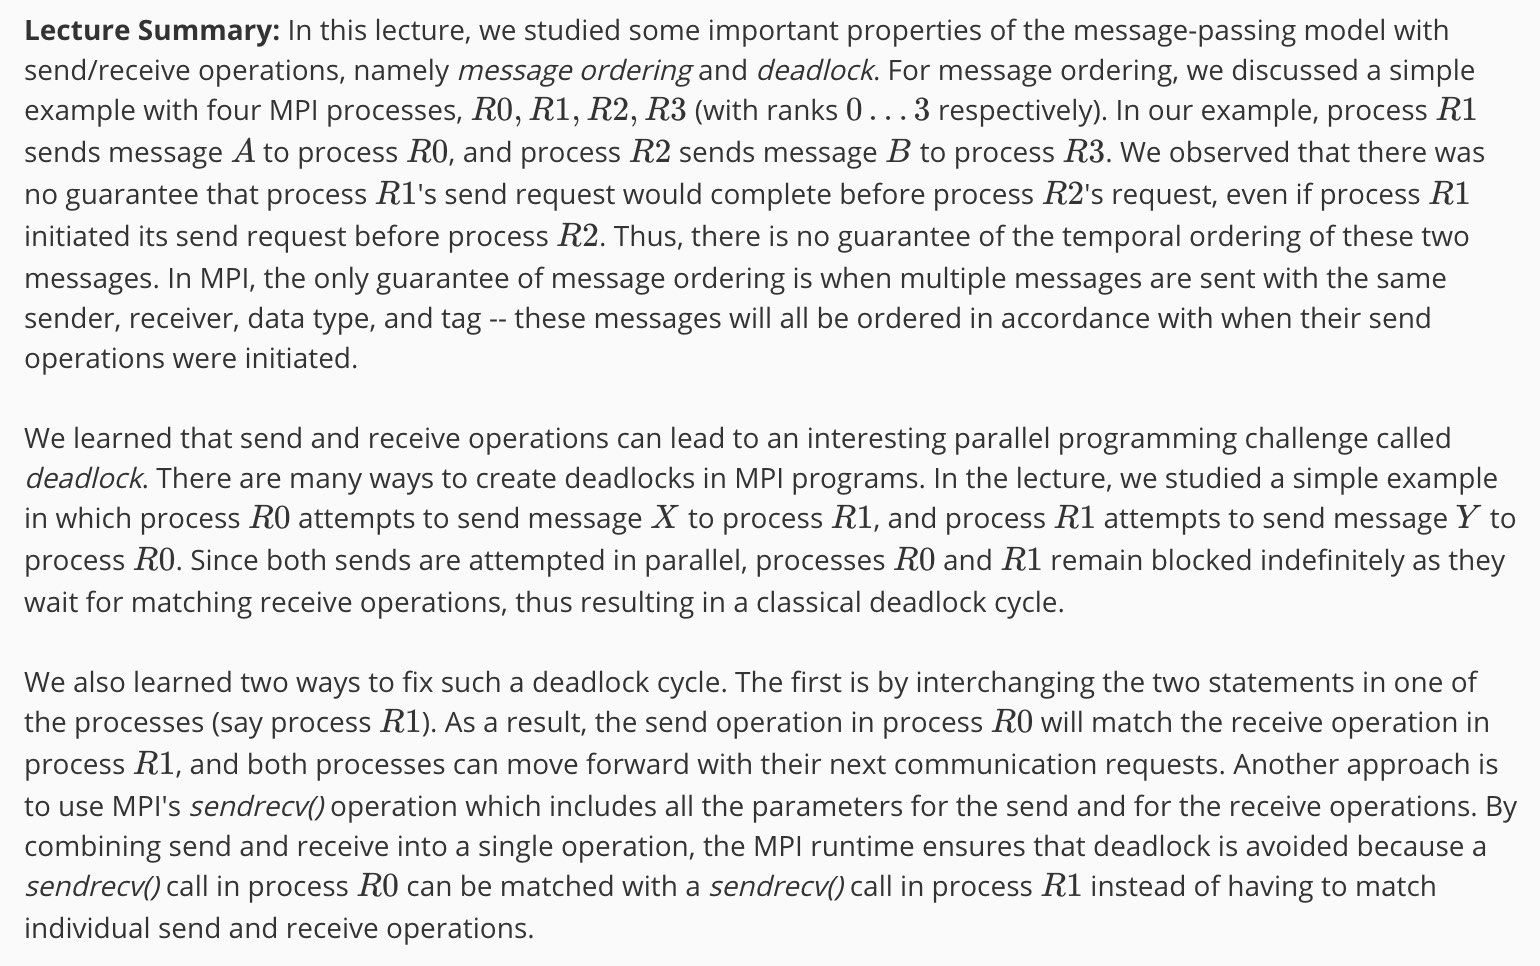 Lecture Summary: In this lecture, we studied some important properties of the message-passing model with
send/receive operations, namely message ordering and deadlock. For message ordering, we discussed a simple
example with four MPI processes, R0, R1, R2, R3 (with ranks 0 . . . 3 respectively). In our example, process R1
sends message A to process R0, and process R2 sends message B to process R3. We observed that there was
no guarantee that process R1's send request would complete before process R2's request, even if process R1
initiated its send request before process R2. Thus, there is no guarantee of the temporal ordering of these two
messages. In MPI, the only guarantee of message ordering is when multiple messages are sent with the same
sender, receiver, data type, and tag -- these messages will all be ordered in accordance with when their send
operations were initiated.
We learned that send and receive operations can lead to an interesting parallel programming challenge called
deadlock. There are many ways to create deadlocks in MPI programs. In the lecture, we studied a simple example
in which process R0 attempts to send message X to process R1, and process R1 attempts to send message Y to
process R0. Since both sends are attempted in parallel, processes R0 and R1 remain blocked indefinitely as they
wait for matching receive operations, thus resulting in a classical deadlock cycle.
We also learned two ways to fix such a deadlock cycle. The first is by interchanging the two statements in one of
the processes (say process R1). As a result, the send operation in process R0 will match the receive operation in
process R1, and both processes can move forward with their next communication requests. Another approach is
to use MPI's sendrecv() operation which includes all the parameters for the send and for the receive operations. By
combining send and receive into a single operation, the MPI runtime ensures that deadlock is avoided because a
sendrecv() call in process R0 can be matched with a sendrecv() call in process R1 instead of having to match
individual send and receive operations.